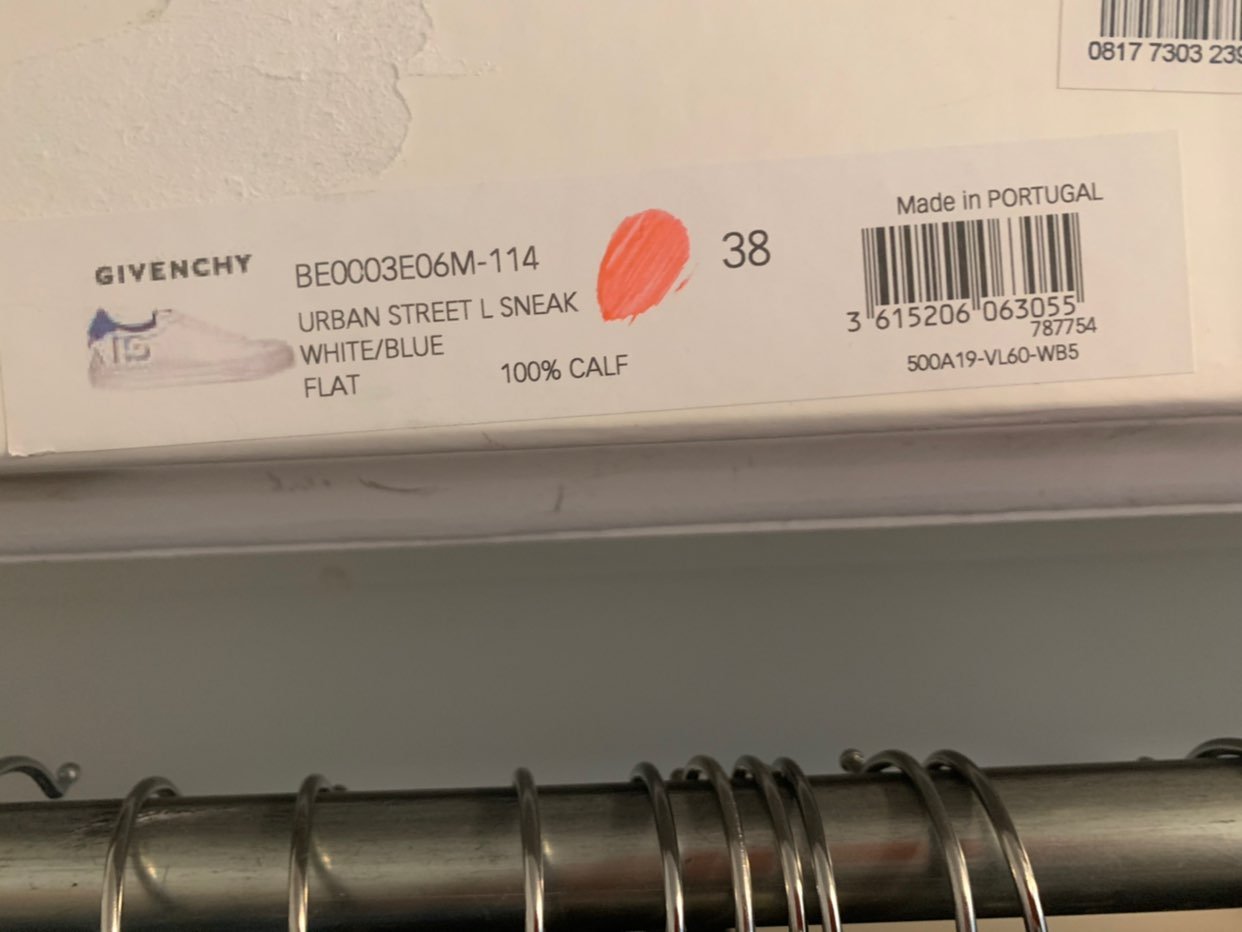 0817 7303 239
Made in PORTUGAL
GIVENCHY
BE0003E06M-114
38
URBAN STREET L SNEAK
WHITE/BLUE
FLAT
100% CALF
3 615206 063055
787754
500A19-VL60-WB5